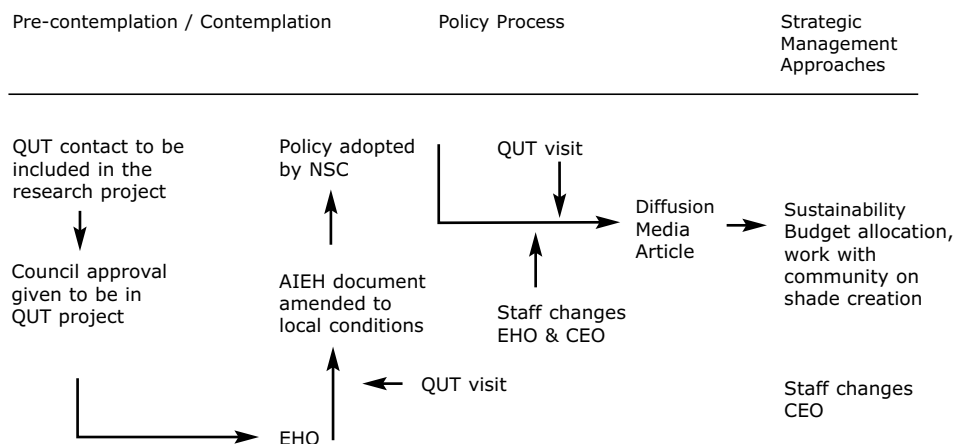 Pre-contemplation / Contemplation
Policy Process
Strategic
Management
Approaches
QUT contact to be
included in the
research project
Council approval
given to be in
QUT project
EHO
Policy adopted
by NSC
AIEH document
amended to
local conditions
QUT visit
QUT visit
Staff changes
EHO & CEO
Diffusion
Media
Article
Sustainability
Budget allocation,
work with
community on
shade creation
Staff changes
CEO